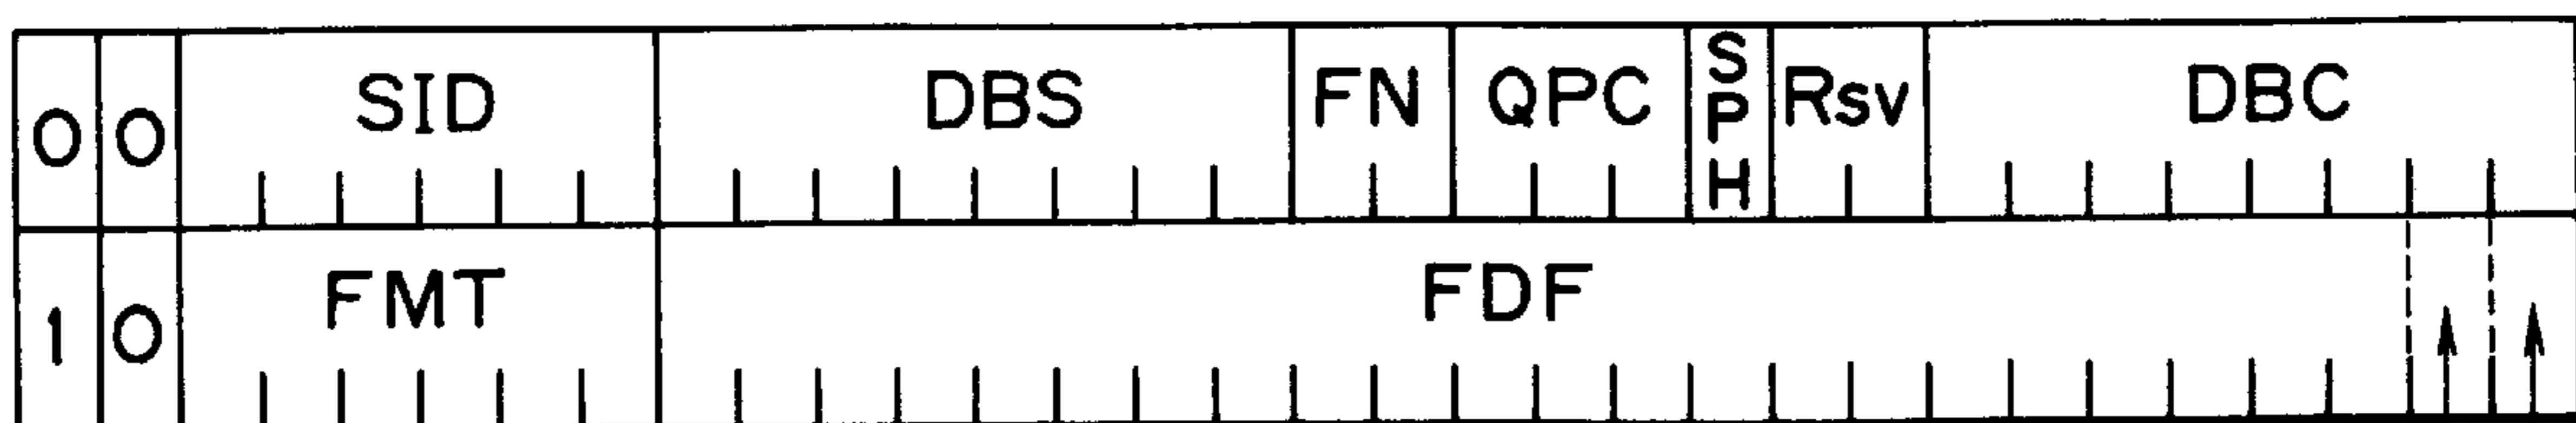 0 0 SID DBS FN QPC SPH Rsv DBC
1 0 FMT FDF